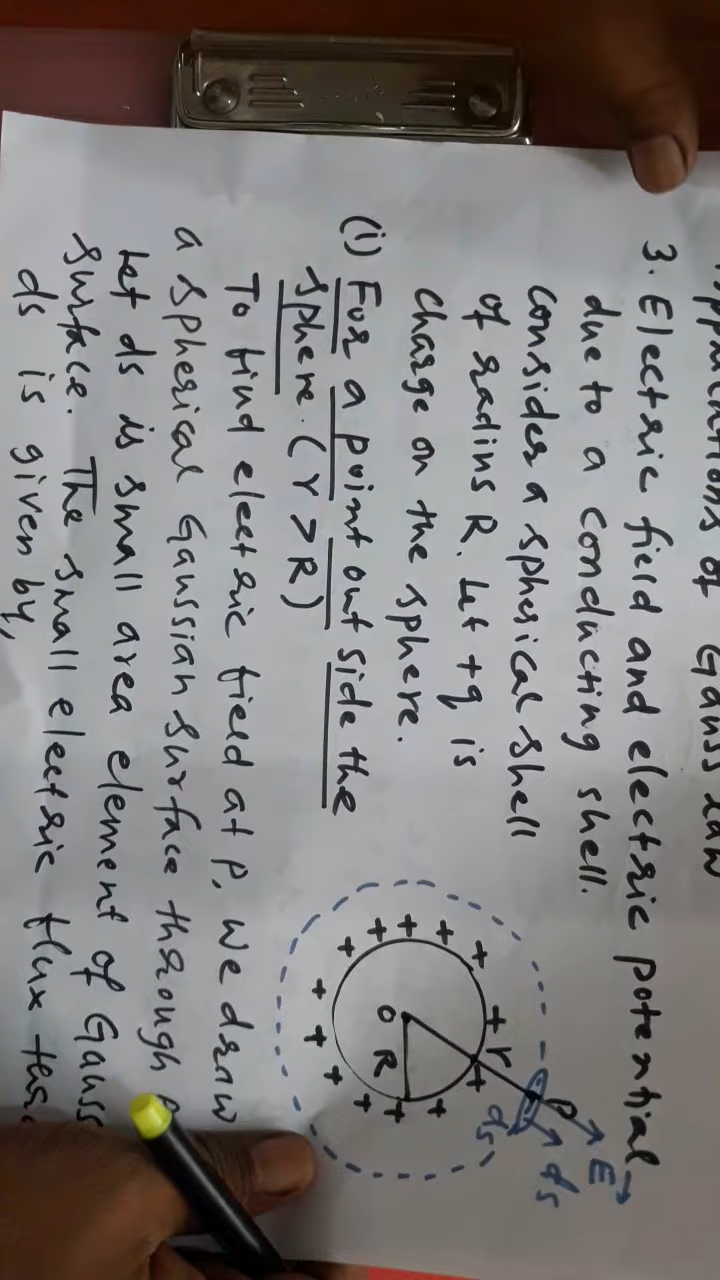 of Gauss law
3. Electric field and electric potential
due to a conducting shell.
Consider a spherical shell
of radius R. Let +q is
charge on the sphere.
(i) For a point out side the
sphere. (r > R)
To find electric field at P, we draw
a spherical Gaussian surface through P
Let ds is small area element of Gauss
surface. The small electric flux
ds is given by,
E
P
ds
ds
r
O
R
+ + + + + + + + + + + + + +